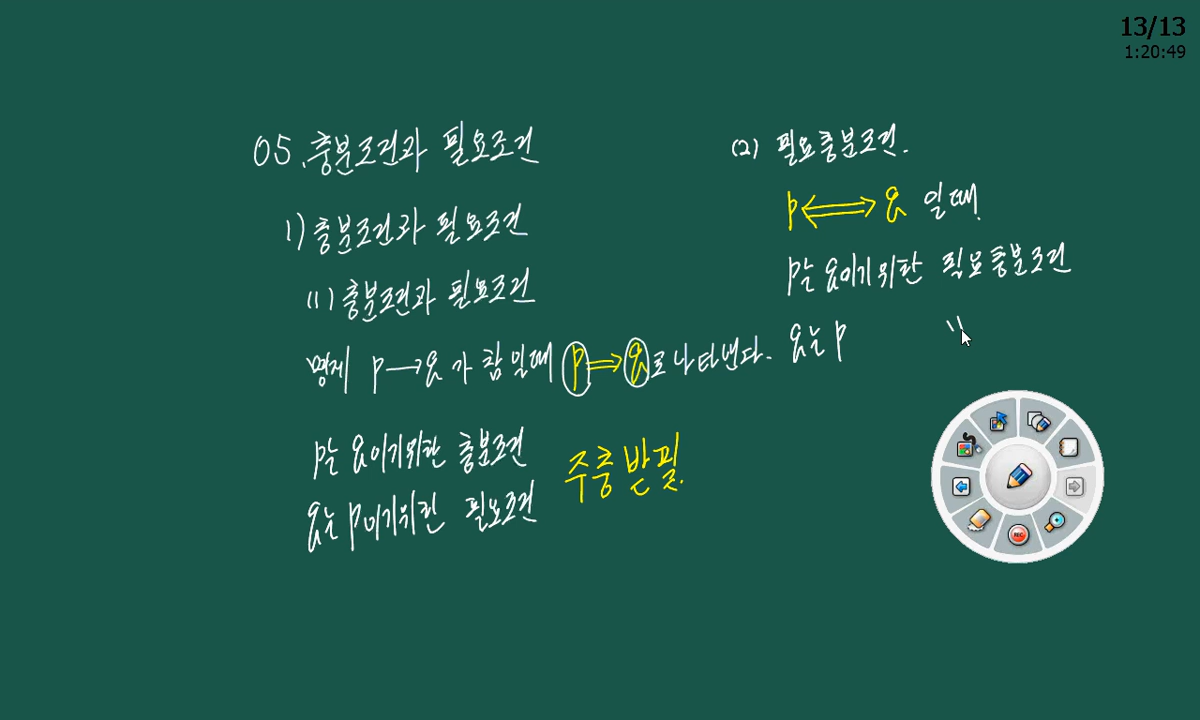 13/13
1:20:49
05. 충분조건과 필요조건
1) 충분조건과 필요조건
(1) 충분조건과 필요조건
명제 p → q 가 참 일때 p ⇒ q로 나타낸다.
p는 q이기위한 충분조건
q는 p이기위한 필요조건
주충받필.
(2) 필요충분조건.
p ⟺ q 일때.
p는 q이기위한 필요충분조건
q는 p 〃
REC